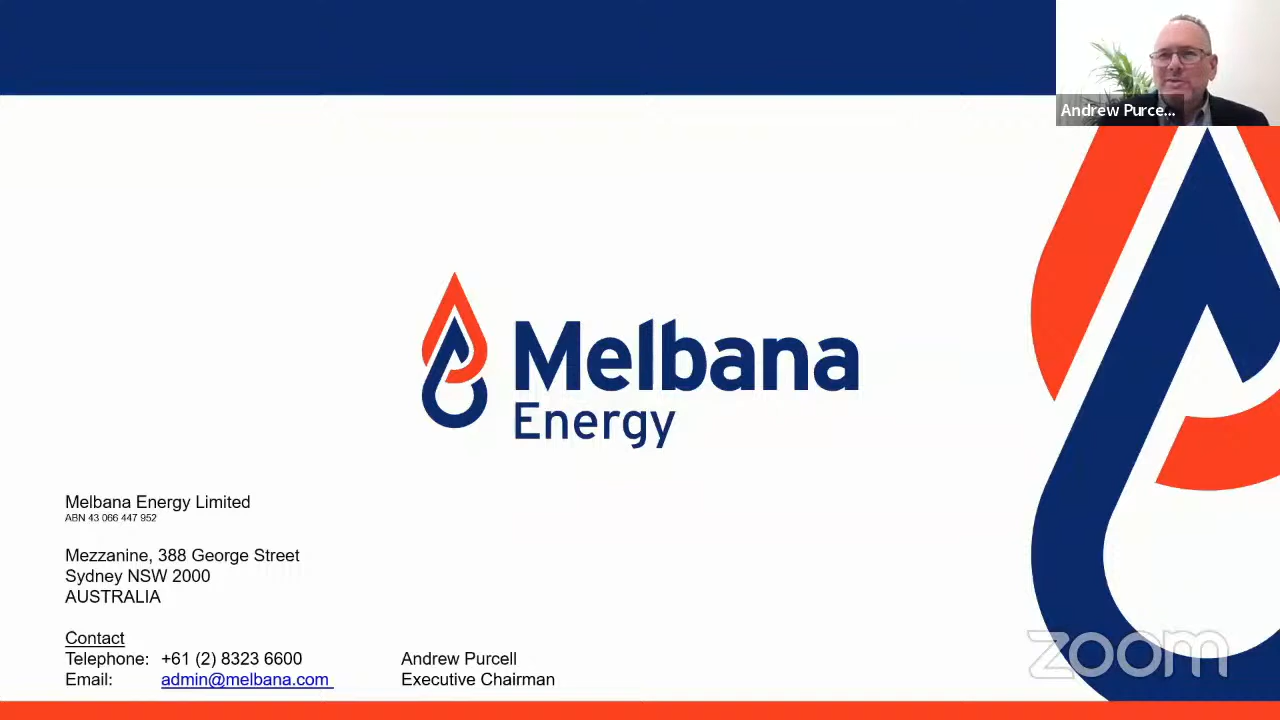 Andrew Purce...
Melbana
Energy
Melbana Energy Limited
ABN 43 066 447 952
Mezzanine, 388 George Street
Sydney NSW 2000
AUSTRALIA
Contact
Telephone: +61 (2) 8323 6600
Email: admin@melbana.com
Andrew Purcell
Executive Chairman
zoom